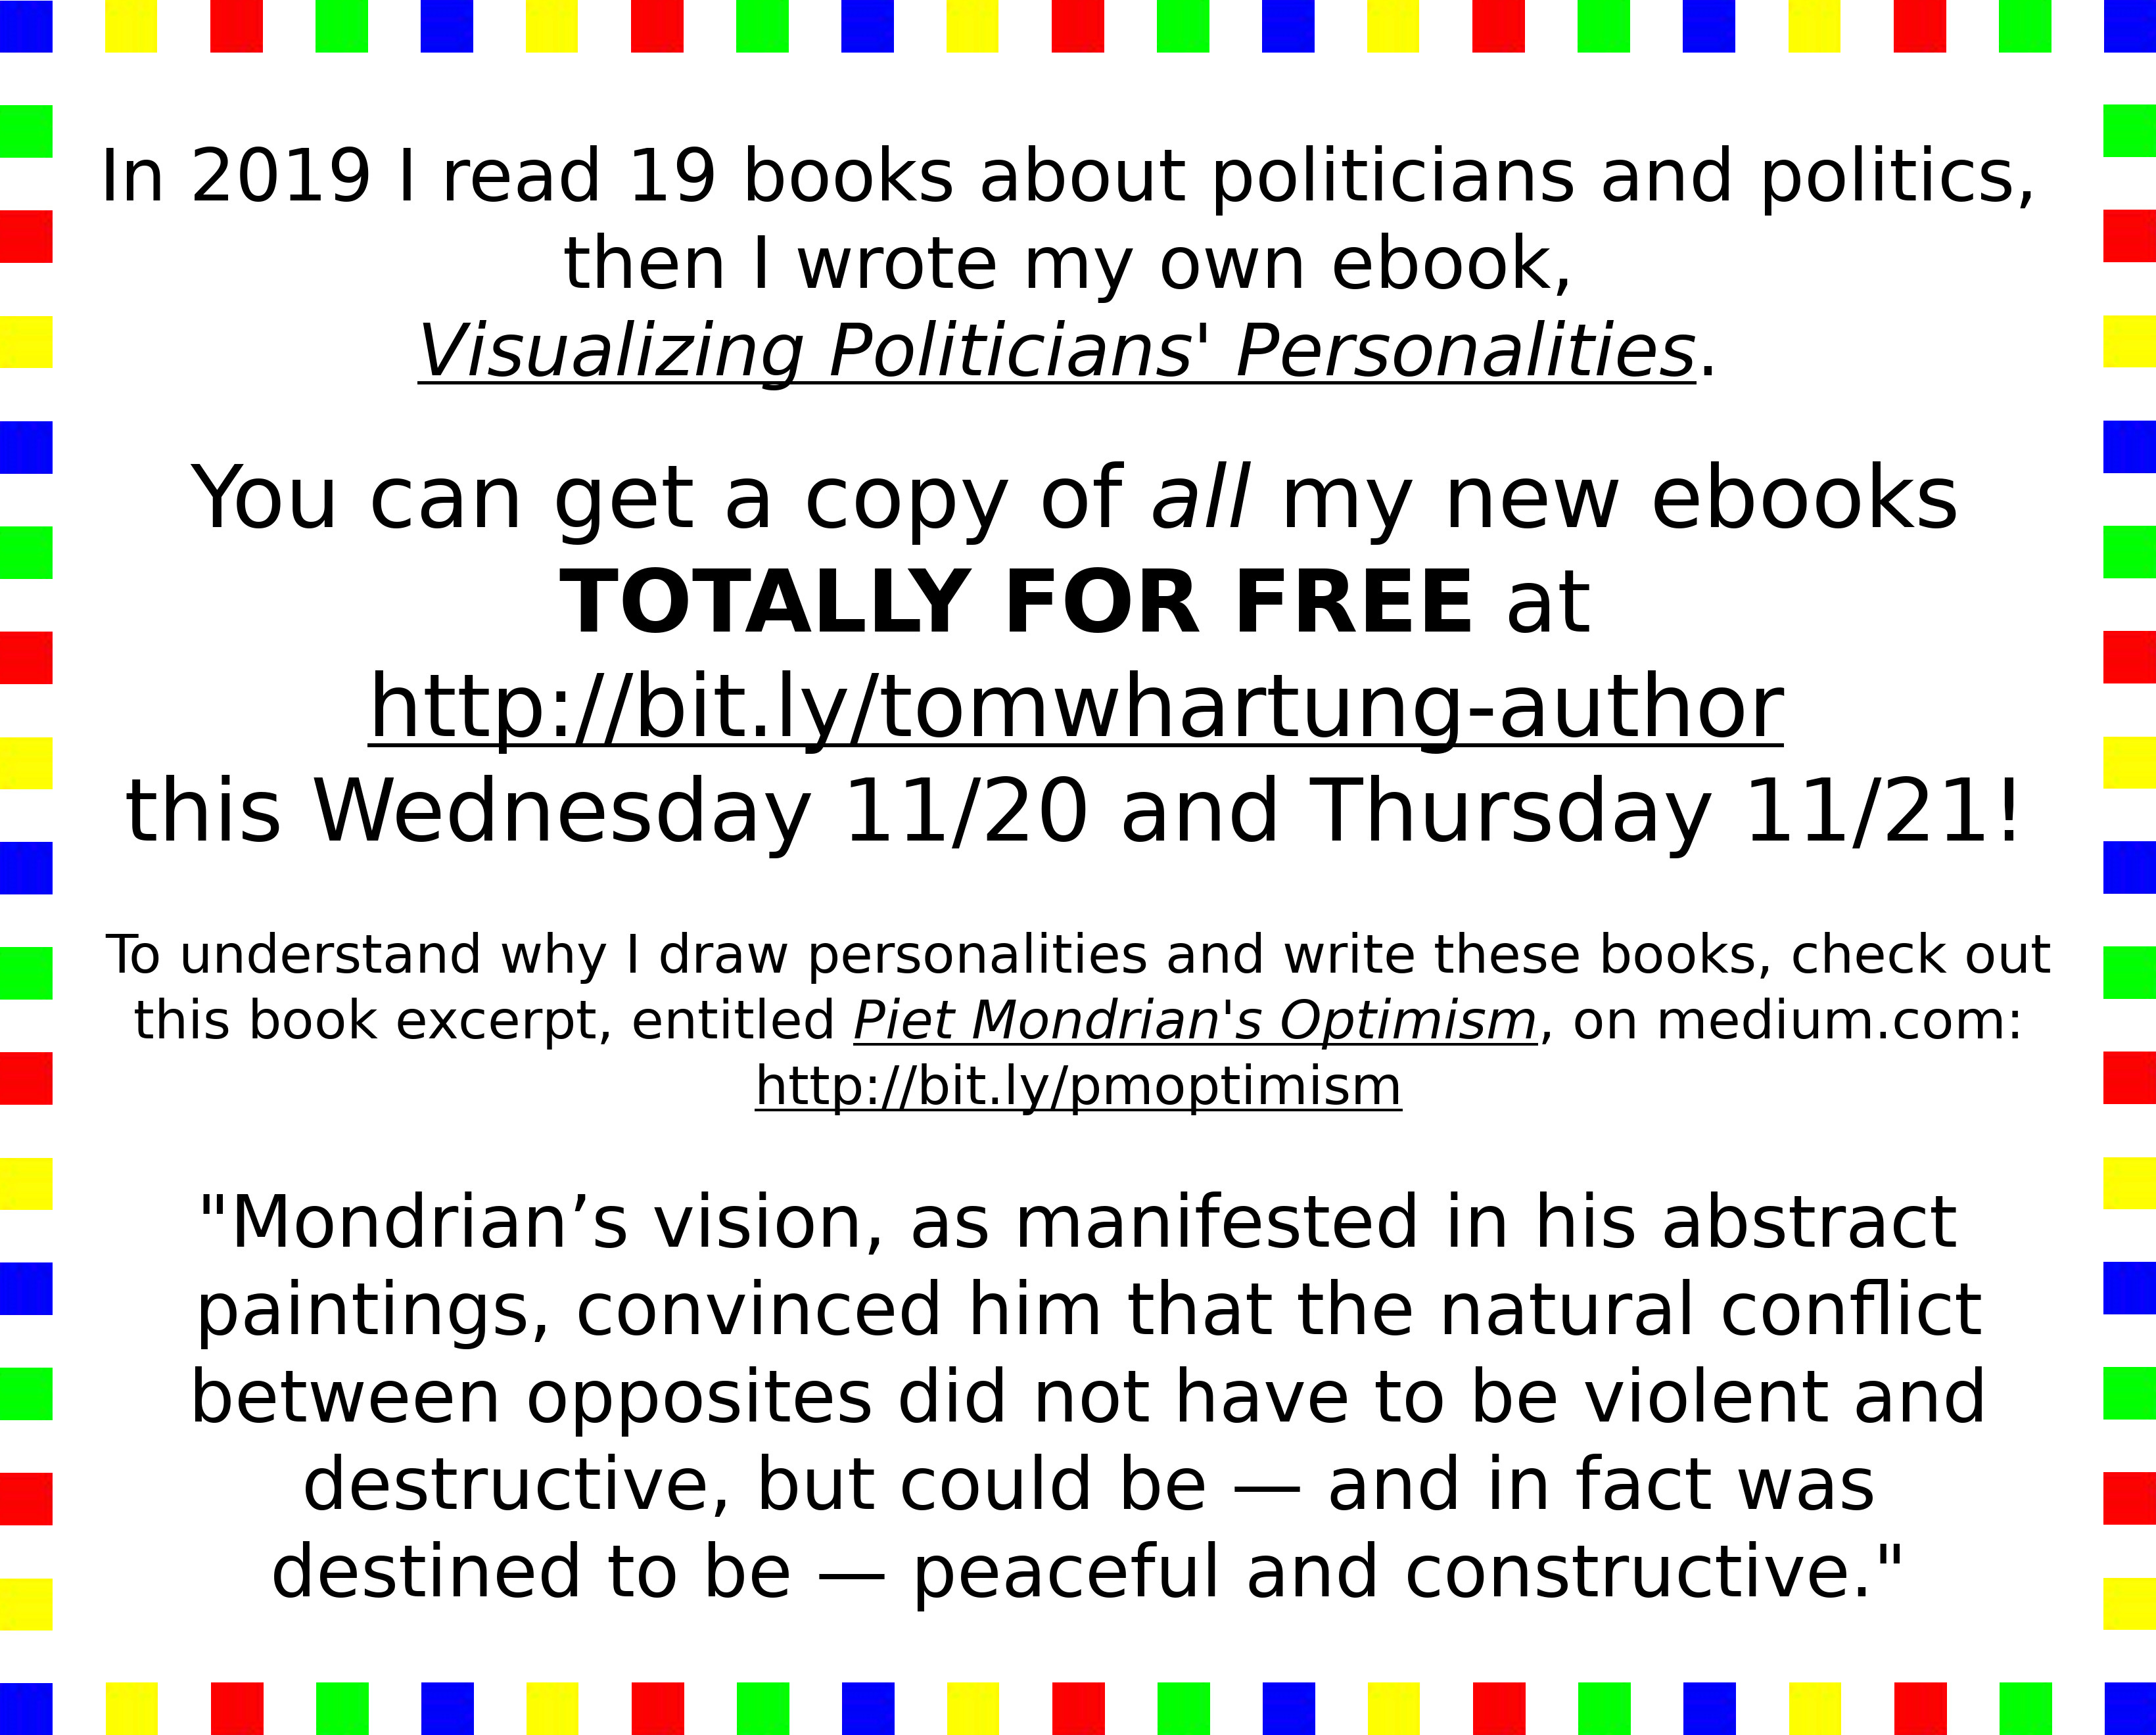 In 2019 I read 19 books about politicians and politics,
then I wrote my own ebook,
Visualizing Politicians' Personalities.
You can get a copy of all my new ebooks
TOTALLY FOR FREE at
http://bit.ly/tomwhartung-author
this Wednesday 11/20 and Thursday 11/21!
To understand why I draw personalities and write these books, check out
this book excerpt, entitled Piet Mondrian's Optimism, on medium.com:
http://bit.ly/pmoptimism
"Mondrian’s vision, as manifested in his abstract
paintings, convinced him that the natural conflict
between opposites did not have to be violent and
destructive, but could be — and in fact was
destined to be — peaceful and constructive."